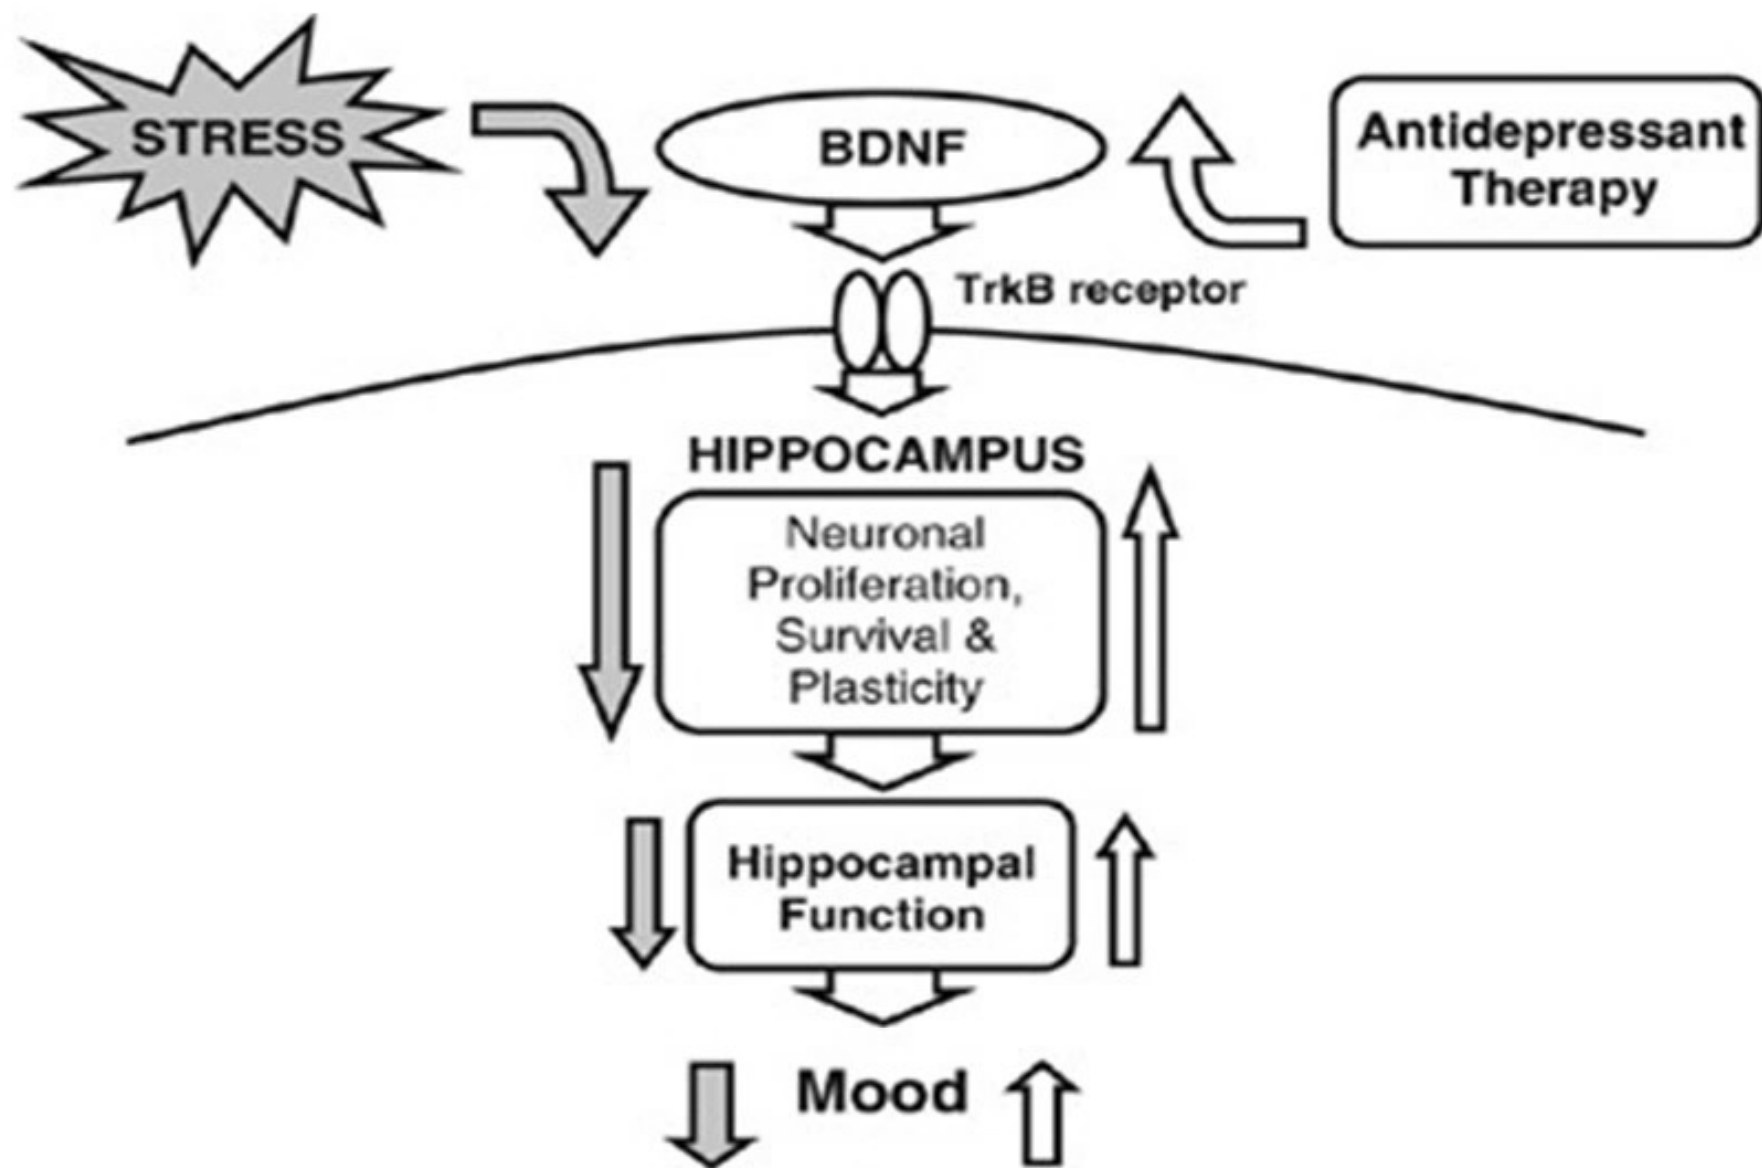 STRESS
BDNF
Antidepressant
Therapy
TrkB receptor
HIPPOCAMPUS
Neuronal
Proliferation,
Survival &
Plasticity
Hippocampal
Function
Mood